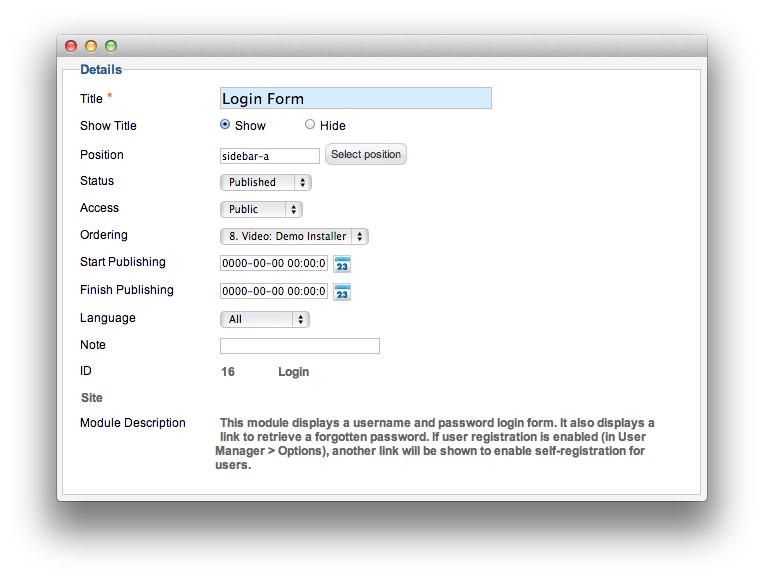 Details
Title *
Login Form
Show Title
Show
Hide
Position
sidebar-a
Select position
Status
Published
Access
Public
Ordering
8. Video: Demo Installer
Start Publishing
0000-00-00 00:00:0
23
Finish Publishing
0000-00-00 00:00:0
23
Language
All
Note
ID
16
Login
Site
Module Description
This module displays a username and password login form. It also displays a
link to retrieve a forgotten password. If user registration is enabled (in User
Manager > Options), another link will be shown to enable self-registration for
users.